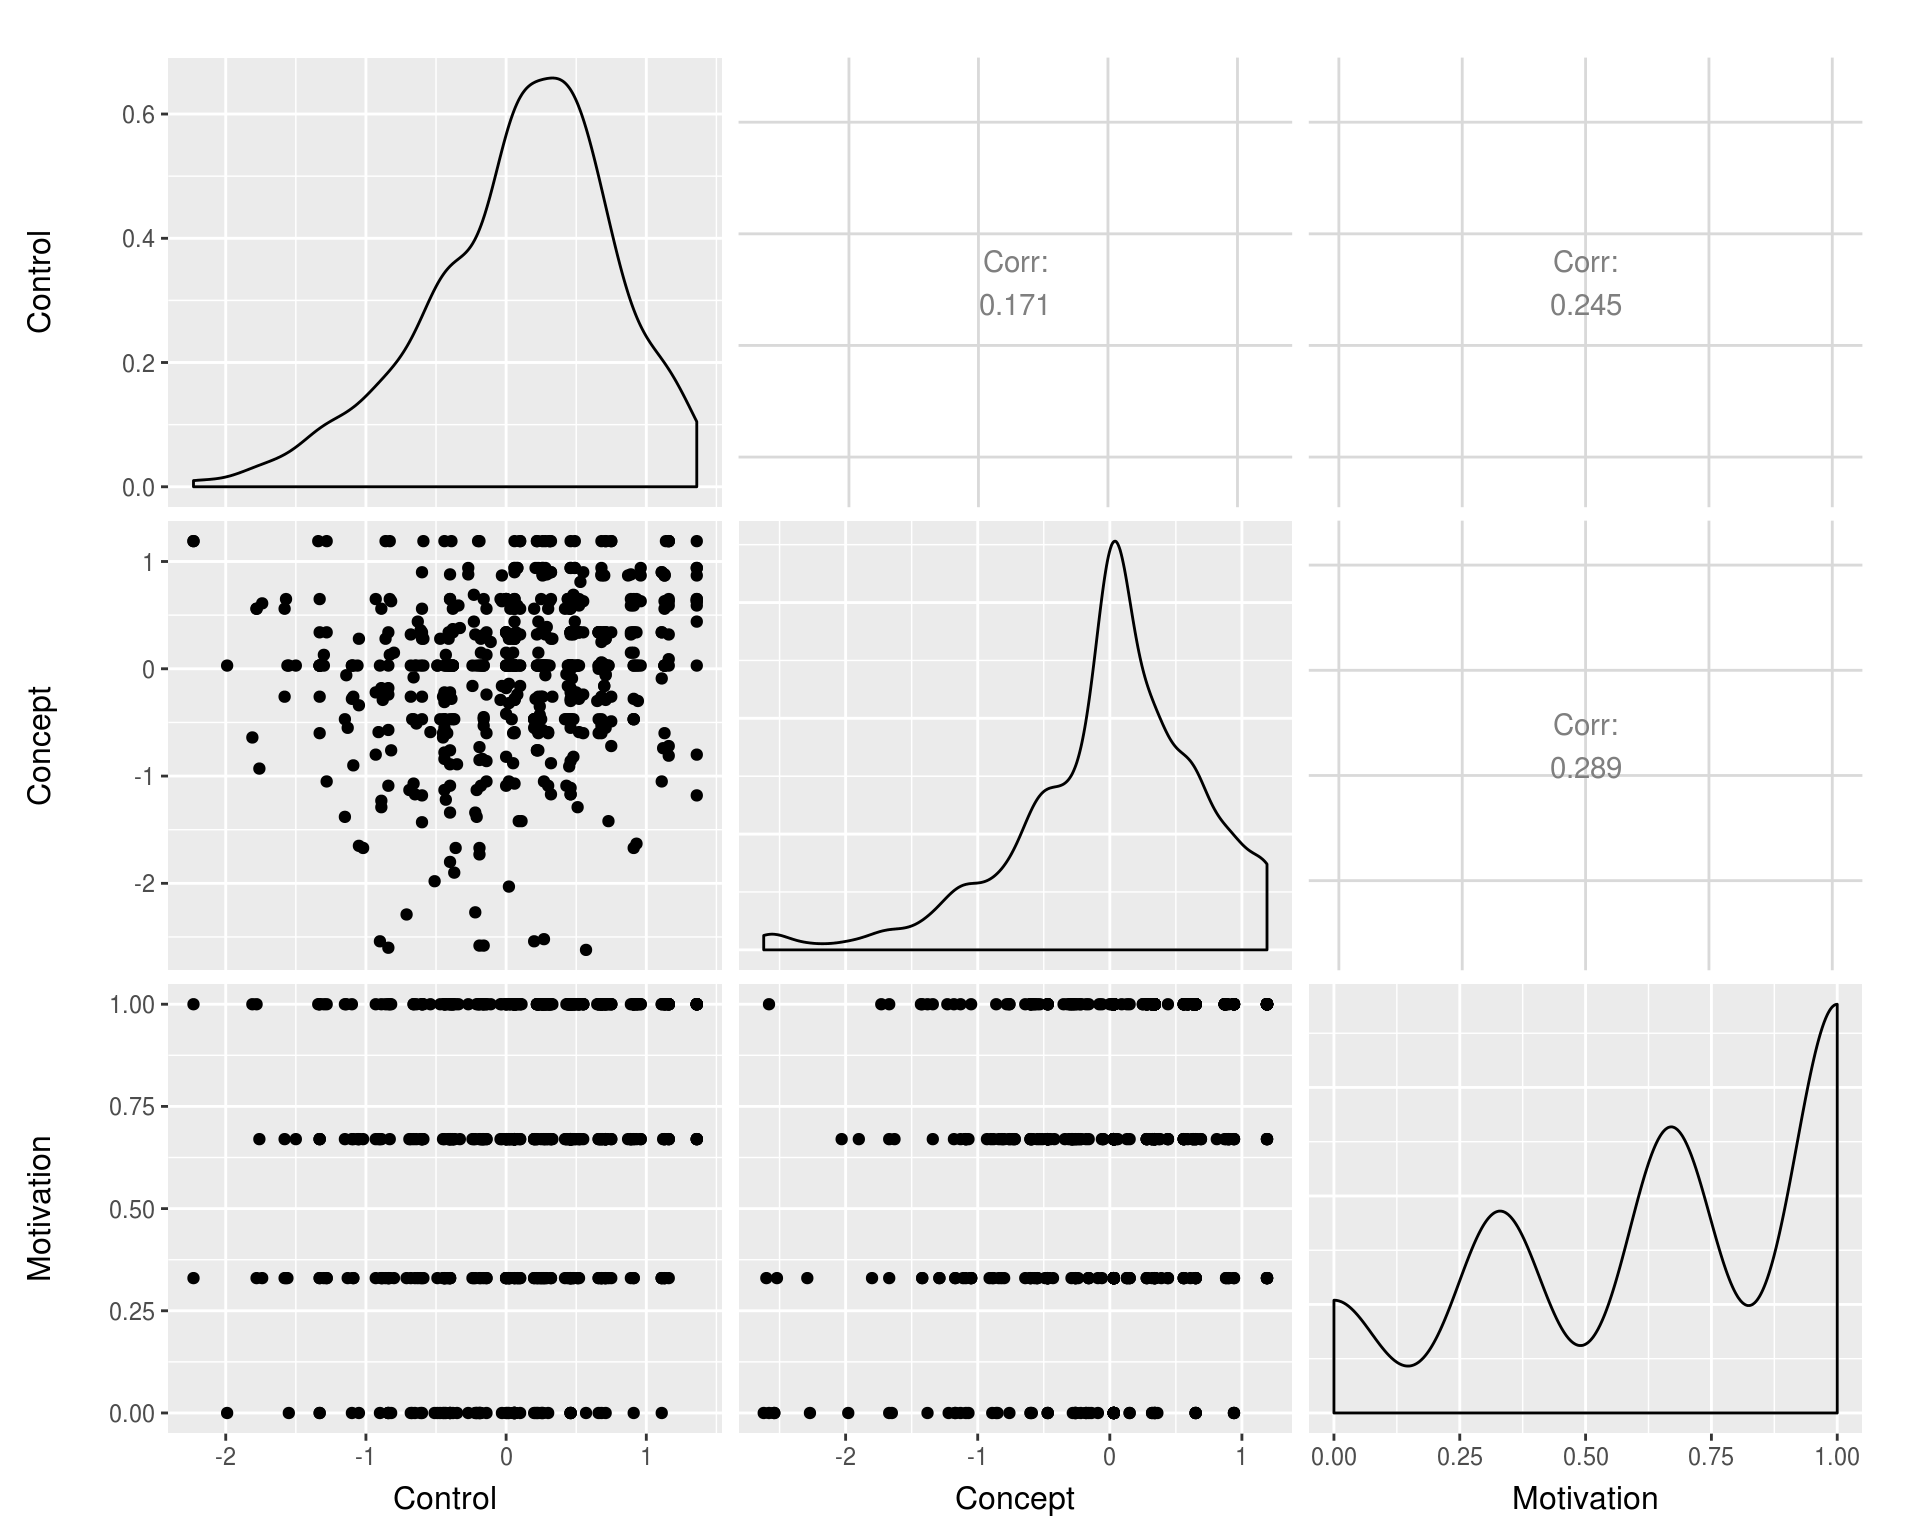 Control
0.6
0.4
0.2
0.0
Corr:
0.171
Corr:
0.245
Concept
1
0
-1
-2
Corr:
0.289
Motivation
1.00
0.75
0.50
0.25
0.00
-2 -1 0 1
-2 -1 0 1
0.00 0.25 0.50 0.75 1.00
Control
Concept
Motivation